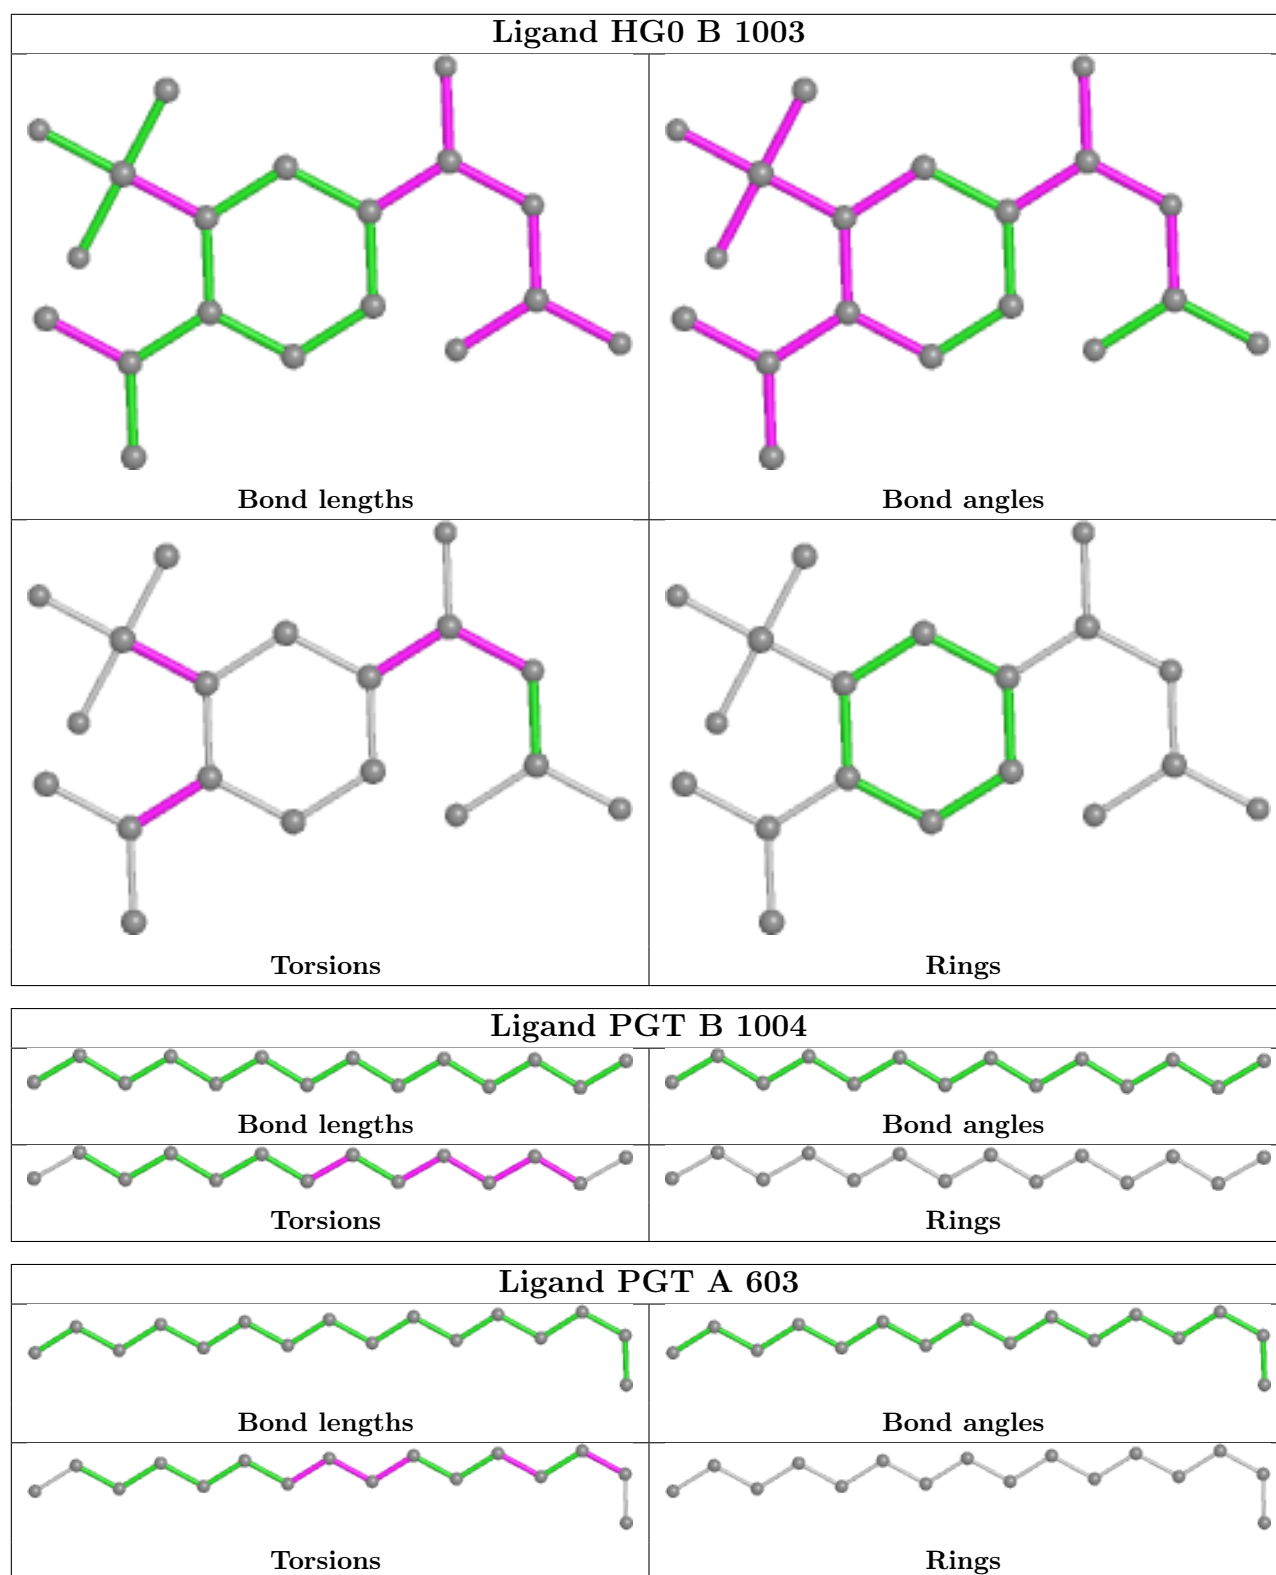 Ligand HG0 B 1003
Bond lengths
Bond angles
Torsions
Rings
Ligand PGT B 1004
Bond lengths
Bond angles
Torsions
Rings
Ligand PGT A 603
Bond lengths
Bond angles
Torsions
Rings